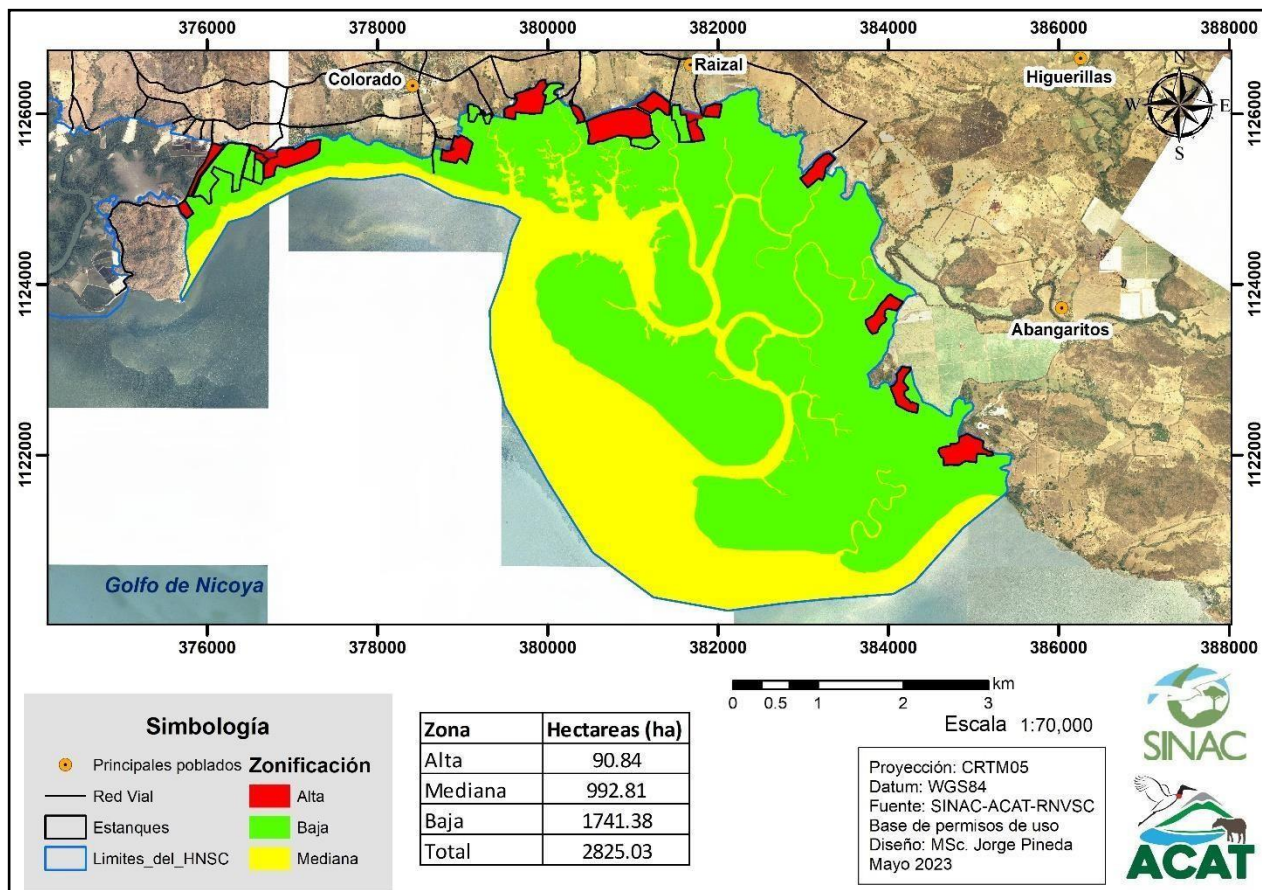 376000 378000 380000 382000 384000 386000 388000
1126000 1126000
1124000 1124000
1122000 1122000
Colorado
Raizal
Higuerillas
Abangaritos
N
W E
S
Golfo de Nicoya
376000 378000 380000 382000 384000 386000 388000
Simbología
Principales poblados
Red Vial
Estanques
Limites_del_HNSC
Zonificación
Alta
Baja
Mediana
Zona Hectareas (ha)
Alta 90.84
Mediana 992.81
Baja 1741.38
Total 2825.03
km
0 0.5 1 2 3
Escala 1:70,000
Proyección: CRTM05
Datum: WGS84
Fuente: SINAC-ACAT-RNVSC
Base de permisos de uso
Diseño: MSc. Jorge Pineda
Mayo 2023
SINAC
ACAT